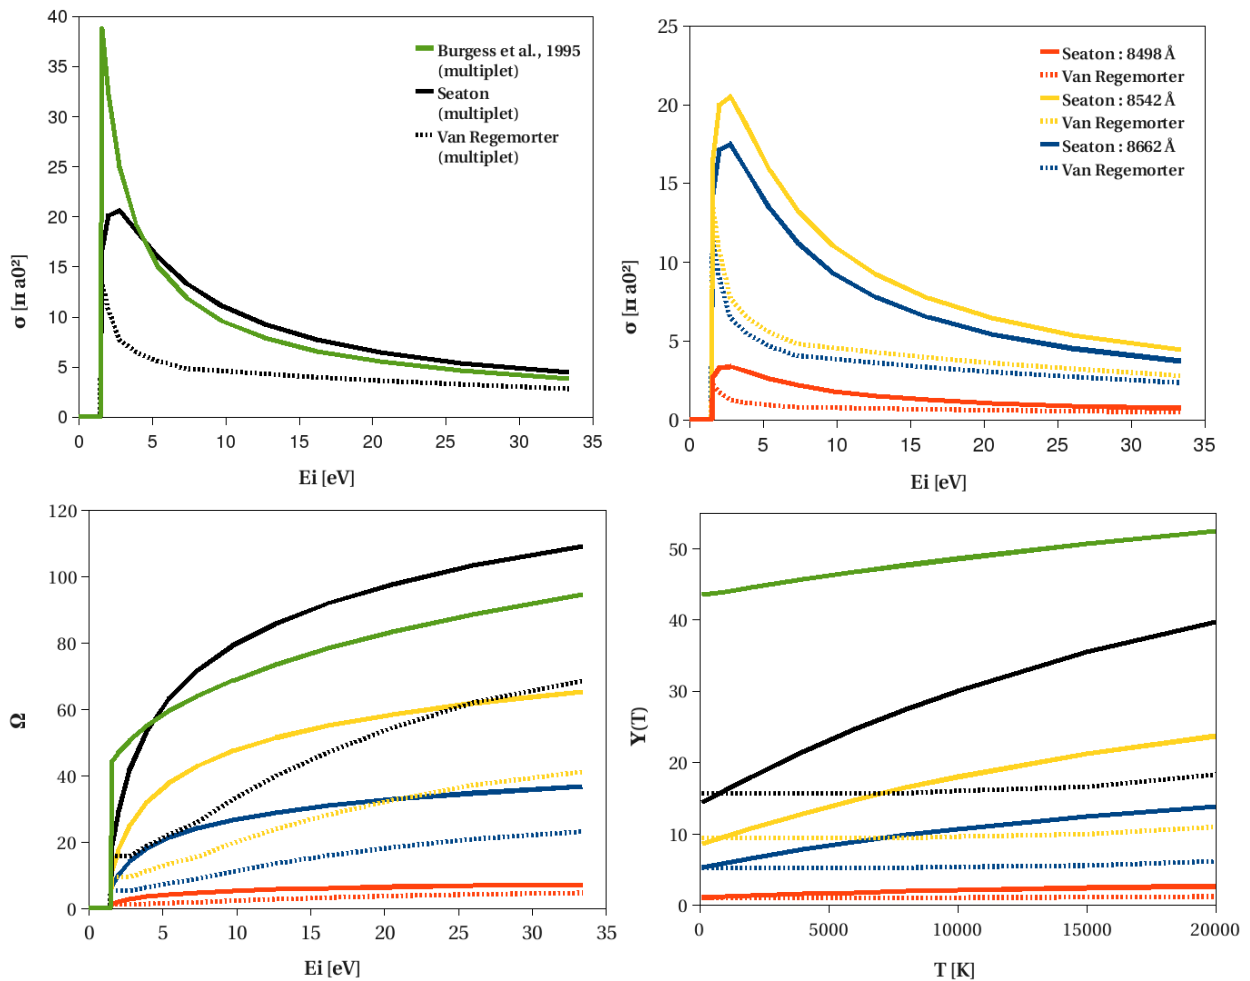 40
35
30
25
20
15
10
5
0
σ [π a0²]
Burgess et al., 1995
(multiplet)
Seaton
(multiplet)
Van Regemorter
(multiplet)
0 5 10 15 20 25 30 35
Ei [eV]
25
20
15
10
5
0
σ [π a0²]
Seaton : 8498 Å
Van Regemorter
Seaton : 8542 Å
Van Regemorter
Seaton : 8662 Å
Van Regemorter
0 5 10 15 20 25 30 35
Ei [eV]
120
100
80
60
40
20
0
Ω
0 5 10 15 20 25 30 35
Ei [eV]
50
40
30
20
10
0
Υ(T)
0 5000 10000 15000 20000
T [K]